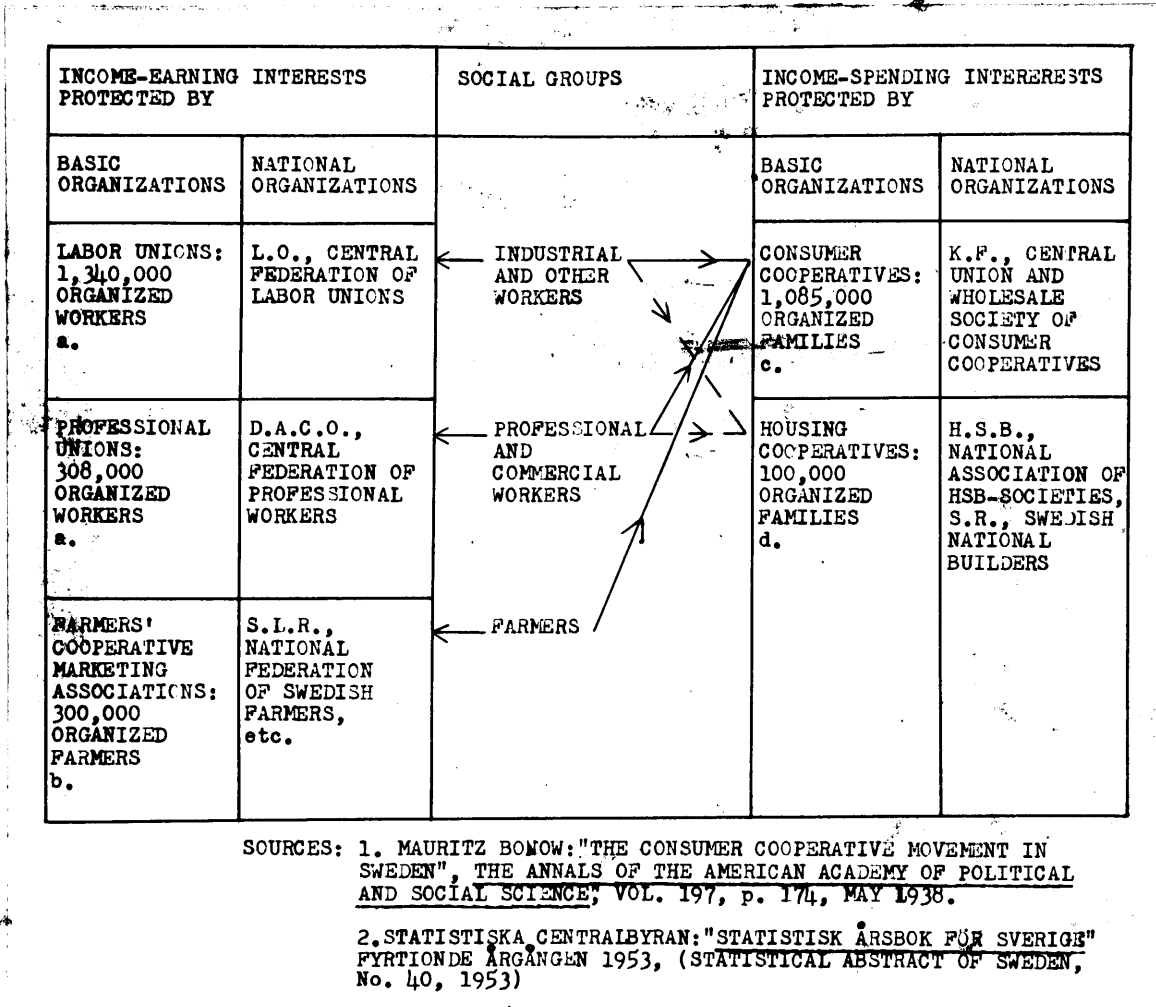 INCOME-EARNING INTERESTS
PROTECTED BY
SOCIAL GROUPS
INCOME-SPENDING INTERERESTS
PROTECTED BY
BASIC
ORGANIZATIONS
NATIONAL
ORGANIZATIONS
BASIC
ORGANIZATIONS
NATIONAL
ORGANIZATIONS
LABOR UNIONS:
1,340,000
ORGANIZED
WORKERS
a.
L.O., CENTRAL
FEDERATION OF
LABOR UNIONS
INDUSTRIAL
AND OTHER
WORKERS
CONSUMER
COOPERATIVES:
1,085,000
ORGANIZED
FAMILIES
c.
K.F., CENTRAL
UNION AND
WHOLESALE
SOCIETY OF
CONSUMER
COOPERATIVES
PROFESSIONAL
UNIONS:
308,000
ORGANIZED
WORKERS
a.
D.A.C.O.,
CENTRAL
FEDERATION OF
PROFESSIONAL
WORKERS
PROFESSIONAL
AND
COMMERCIAL
WORKERS
HOUSING
COOPERATIVES:
100,000
ORGANIZED
FAMILIES
d.
H.S.B.,
NATIONAL
ASSOCIATION OF
HSB-SOCIETIES,
S.R., SWEDISH
NATIONAL
BUILDERS
FARMERS'
COOPERATIVE
MARKETING
ASSOCIATIONS:
300,000
ORGANIZED
FARMERS
b.
S.L.R.,
NATIONAL
FEDERATION
OF SWEDISH
FARMERS,
etc.
FARMERS
SOURCES: 1. MAURITZ BONOW:"THE CONSUMER COOPERATIVE MOVEMENT IN
SWEDEN", THE ANNALS OF THE AMERICAN ACADEMY OF POLITICAL
AND SOCIAL SCIENCE", VOL. 197, p. 174, MAY 1938.
2.STATISTISKA CENTRALBYRAN:"STATISTISK ÅRSBOK FÖR SVERIGE"
FYRTIONDE ÅRGÅNGEN 1953, (STATISTICAL ABSTRACT OF SWEDEN,
No. 40, 1953)